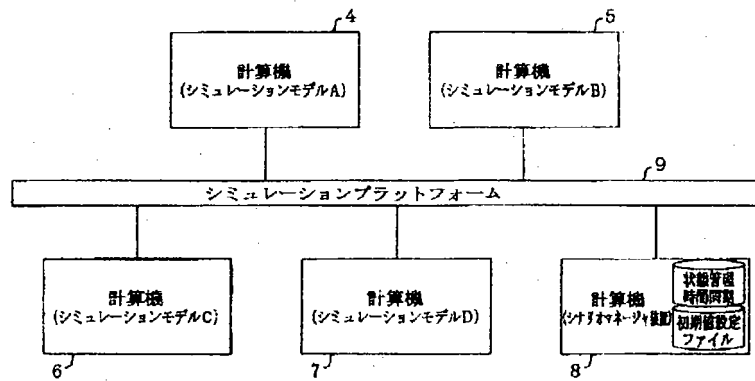 4
5
計算機
(シミュレーションモデルA)
計算機
(シミュレーションモデルB)
9
シミュレーションプラットフォーム
計算機
(シミュレーションモデルC)
計算機
(シミュレーションモデルD)
計算機
(シナリオマネージャ装置)
状態管理
時間同期
初期値設定
ファイル
6
7
8